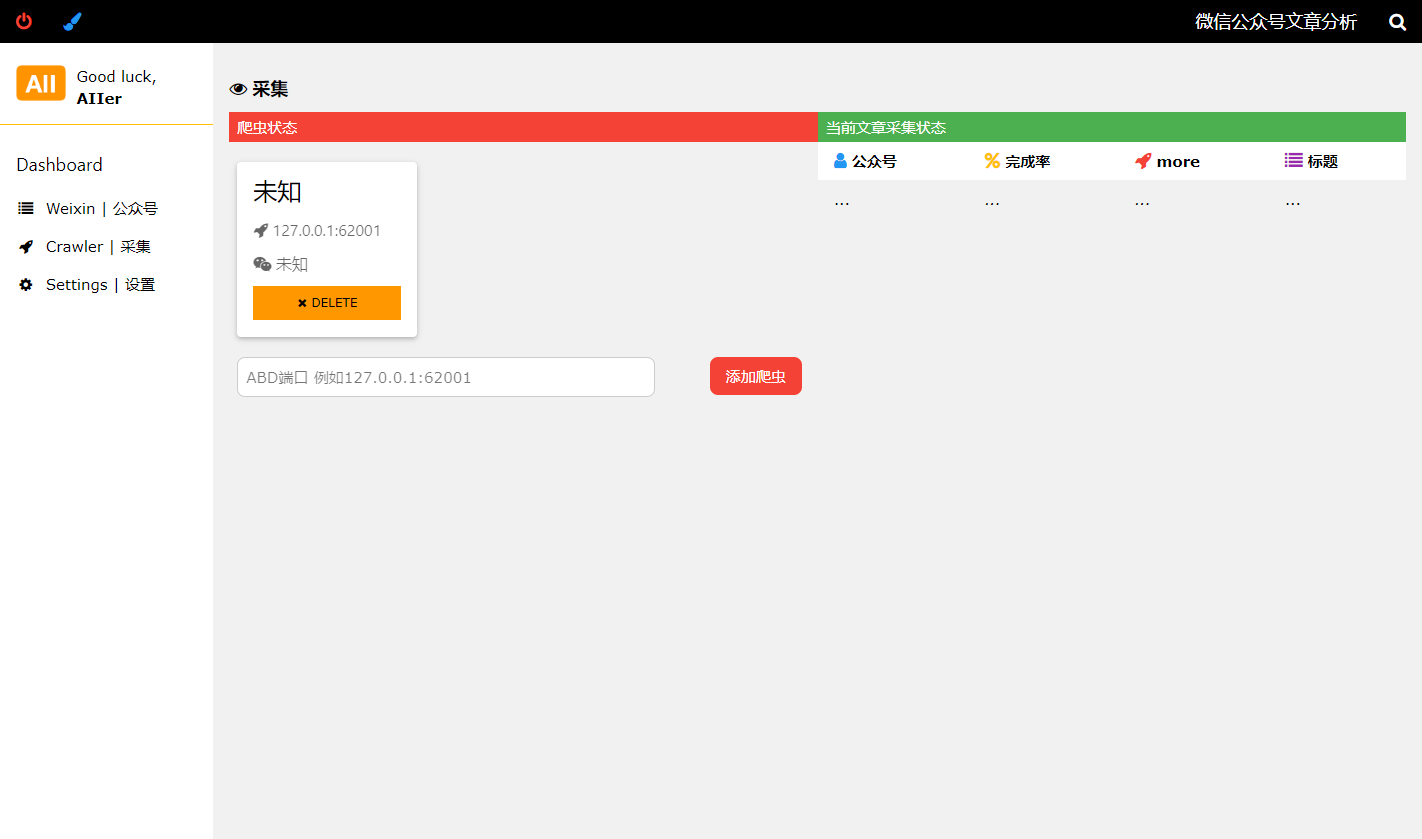 微信公众号文章分析
AII
Good luck,
AIIer
Dashboard
Weixin | 公众号
Crawler | 采集
Settings | 设置
采集
爬虫状态
未知
127.0.0.1:62001
未知
DELETE
ABD端口 例如127.0.0.1:62001
添加爬虫
当前文章采集状态
公众号 % 完成率 more 标题
... ... ... ...